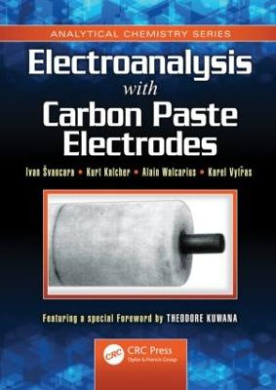 ANALYTICAL CHEMISTRY SERIES
Electroanalysis
with
Carbon Paste
Electrodes
Ivan Švancara • Kurt Kalcher • Alain Walcarius • Karel Vytřas
Featuring a special Foreword by THEODORE KUWANA
CRC
CRC Press
Taylor & Francis Group